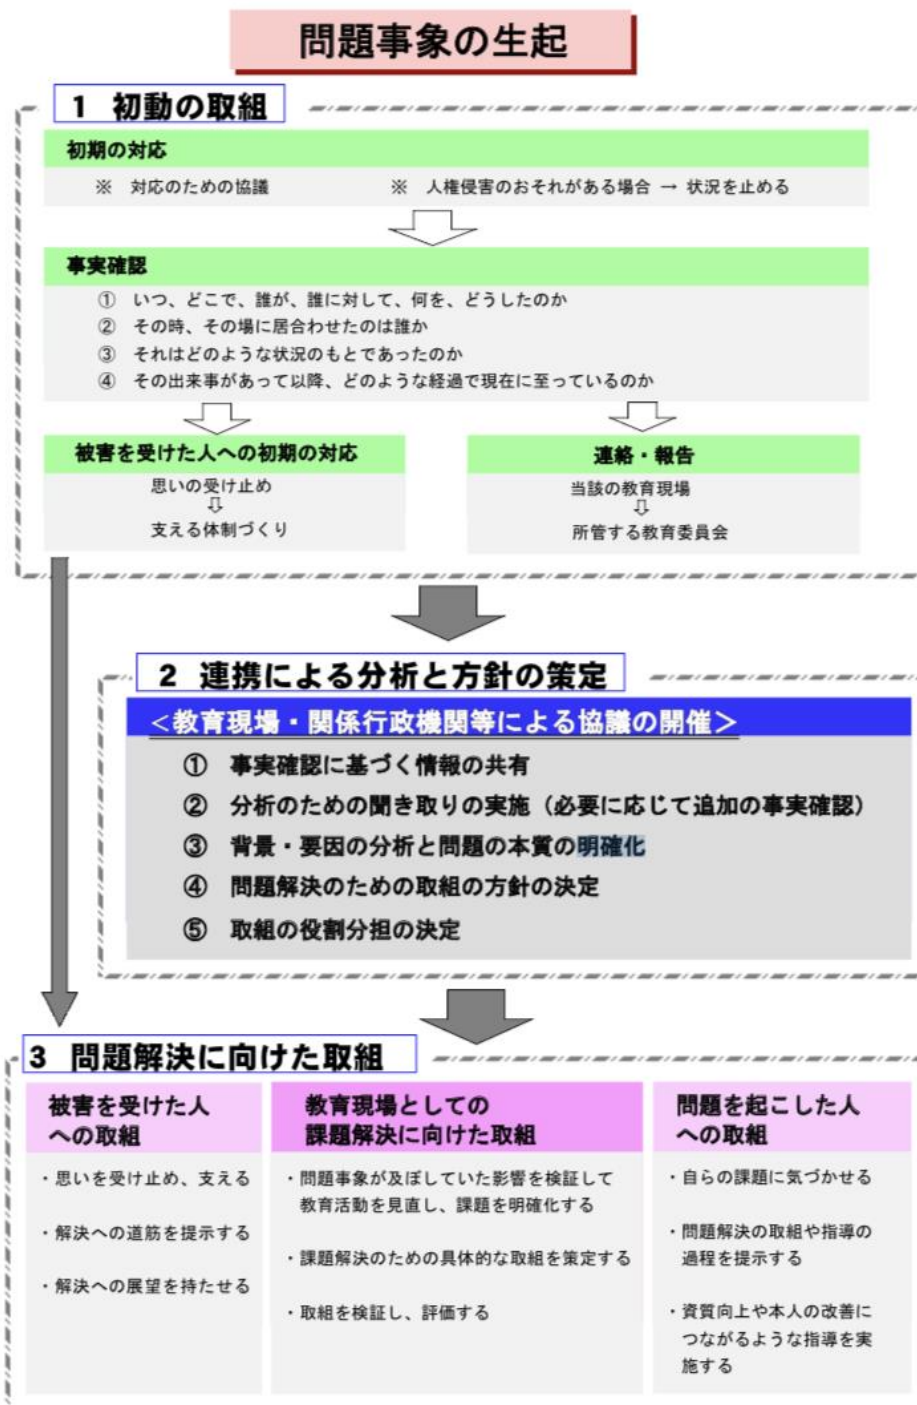 問題事象の生起
1 初動の取組
初期の対応
※ 対応のための協議 ※ 人権侵害のおそれがある場合 → 状況を止める
事実確認
① いつ、どこで、誰が、誰に対して、何を、どうしたのか
② その時、その場に居合わせたのは誰か
③ それはどのような状況のもとであったのか
④ その出来事があって以降、どのような経過で現在に至っているのか
被害を受けた人への初期の対応
思いの受け止め
⇩
支える体制づくり
連絡・報告
当該の教育現場
⇩
所管する教育委員会
2 連携による分析と方針の策定
<教育現場・関係行政機関等による協議の開催>
① 事実確認に基づく情報の共有
② 分析のための聞き取りの実施（必要に応じて追加の事実確認）
③ 背景・要因の分析と問題の本質の明確化
④ 問題解決のための取組の方針の決定
⑤ 取組の役割分担の決定
3 問題解決に向けた取組
被害を受けた人
への取組
・思いを受け止め、支える
・解決への道筋を提示する
・解決への展望を持たせる
教育現場としての
課題解決に向けた取組
・問題事象が及ぼしていた影響を検証して
教育活動を見直し、課題を明確化する
・課題解決のための具体的な取組を策定する
・取組を検証し、評価する
問題を起こした人
への取組
・自らの課題に気づかせる
・問題解決の取組や指導の
過程を提示する
・資質向上や本人の改善に
つながるような指導を実
施する